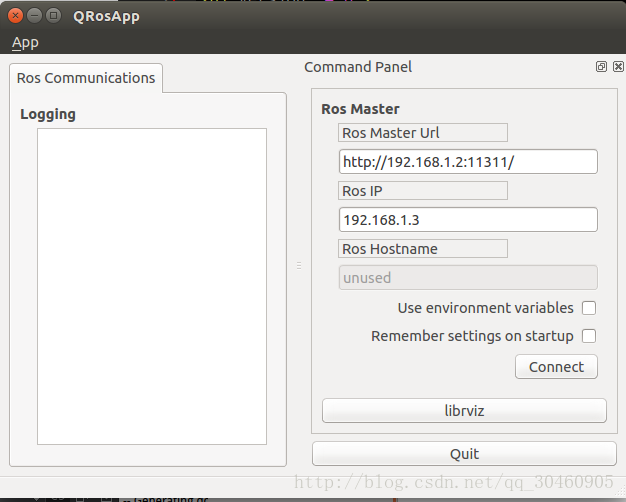 QRosApp
App
Ros Communications
Logging
Command Panel
Ros Master
Ros Master Url
http://192.168.1.2:11311/
Ros IP
192.168.1.3
Ros Hostname
unused
Use environment variables
Remember settings on startup
Connect
librviz
Quit
http://blog.csdn.net/qq_30460905